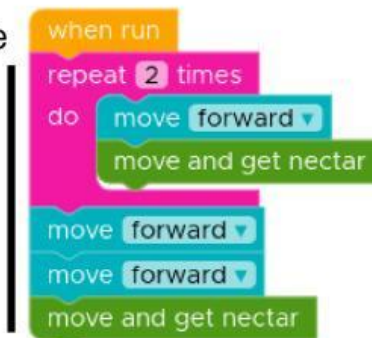 e
when run
repeat 2 times
do move forward ▾
move and get nectar
move forward ▾
move forward ▾
move and get nectar